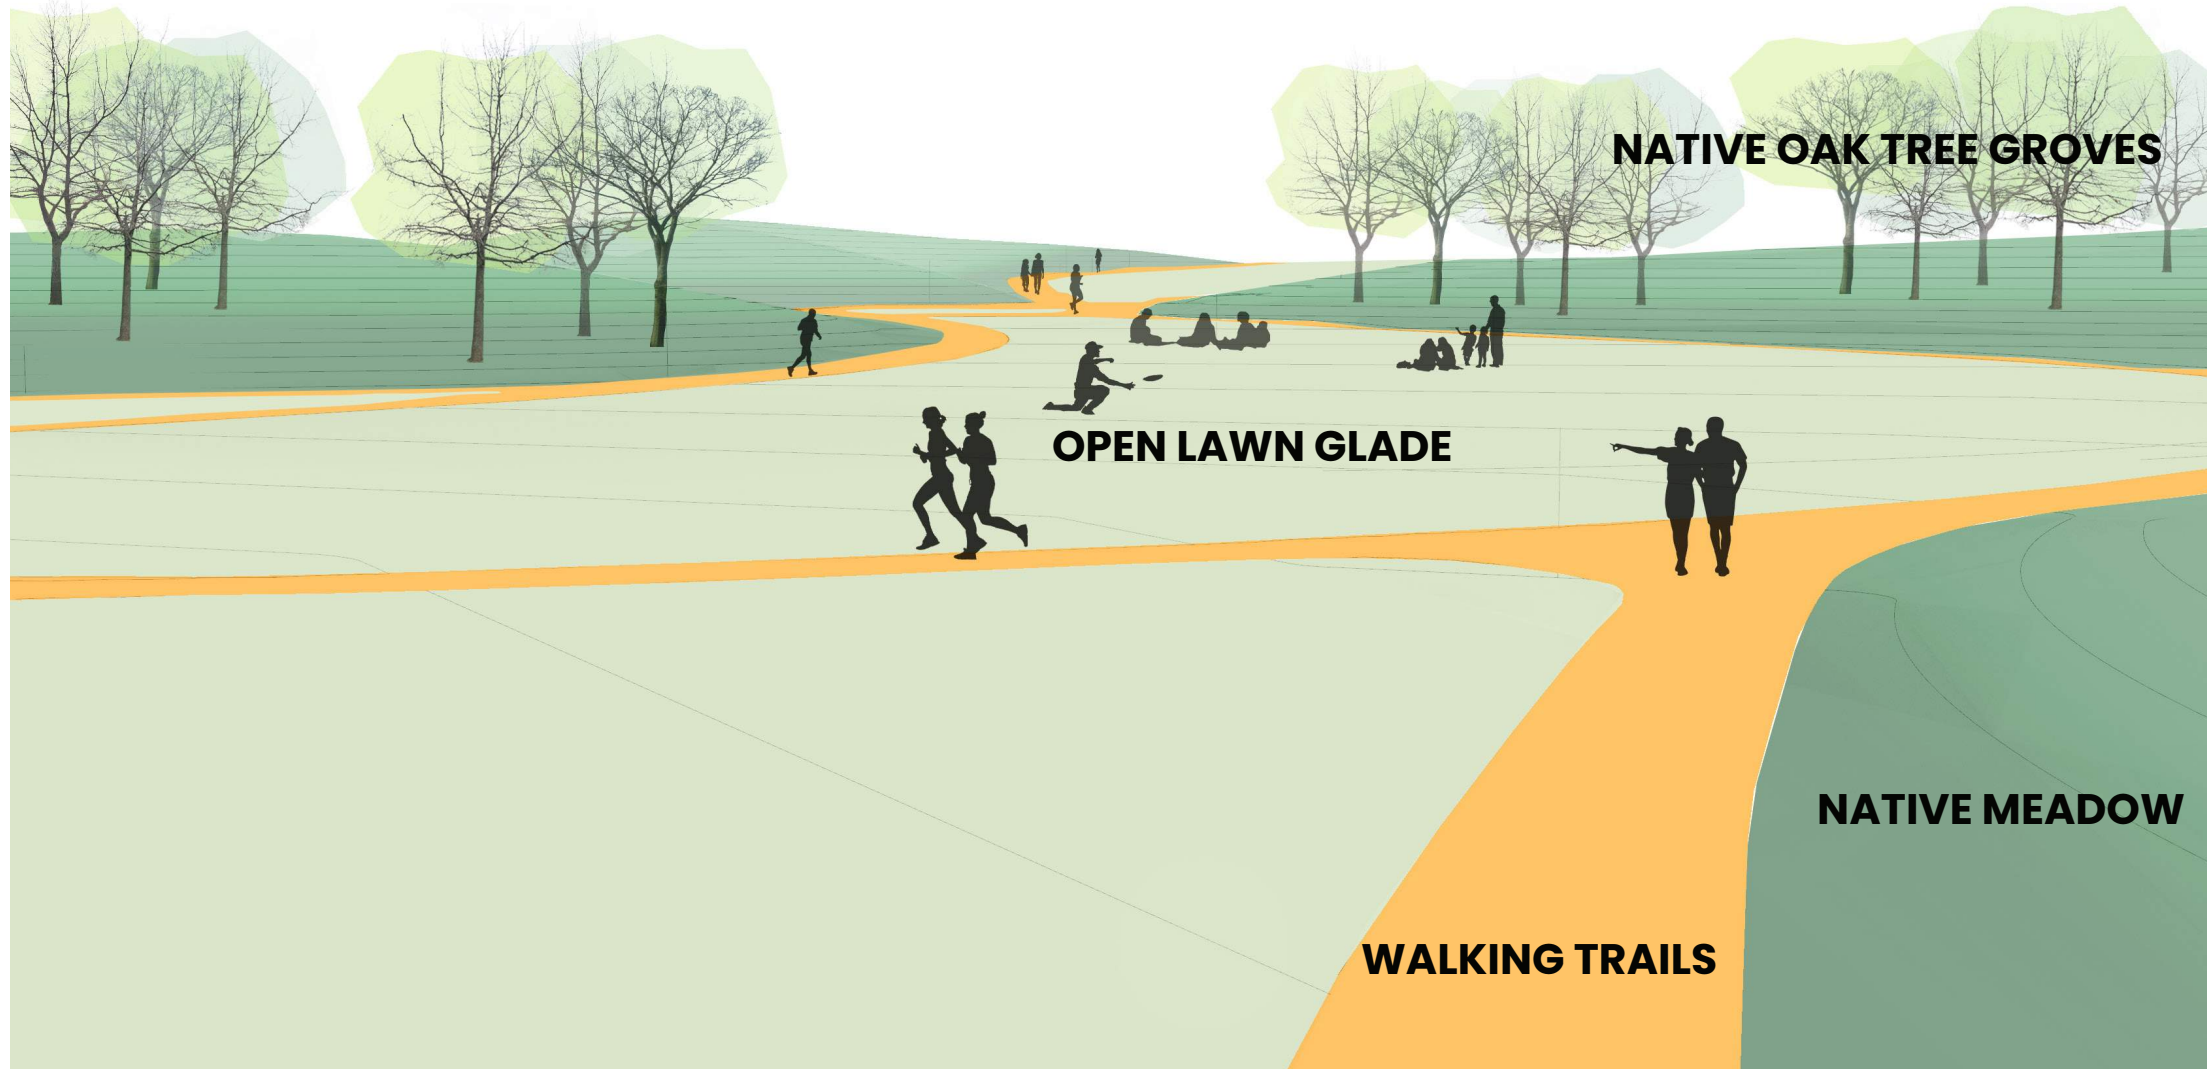 NATIVE OAK TREE GROVES
OPEN LAWN GLADE
NATIVE MEADOW
WALKING TRAILS